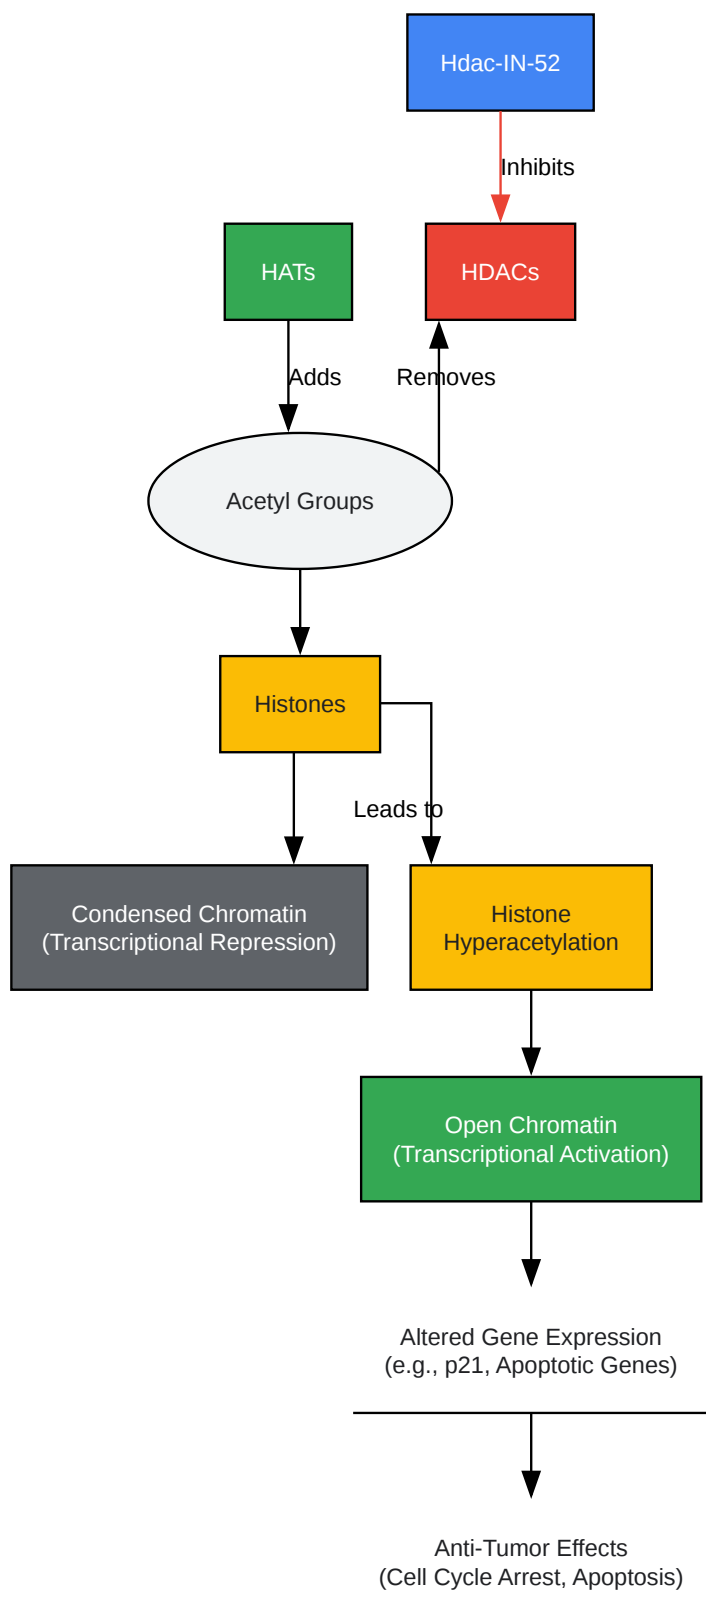 Hdac-IN-52
Inhibits
HATs
HDACs
Adds
Removes
Acetyl Groups
Histones
Leads to
Condensed Chromatin
(Transcriptional Repression)
Histone
Hyperacetylation
Open Chromatin
(Transcriptional Activation)
Altered Gene Expression
(e.g., p21, Apoptotic Genes)
Anti-Tumor Effects
(Cell Cycle Arrest, Apoptosis)